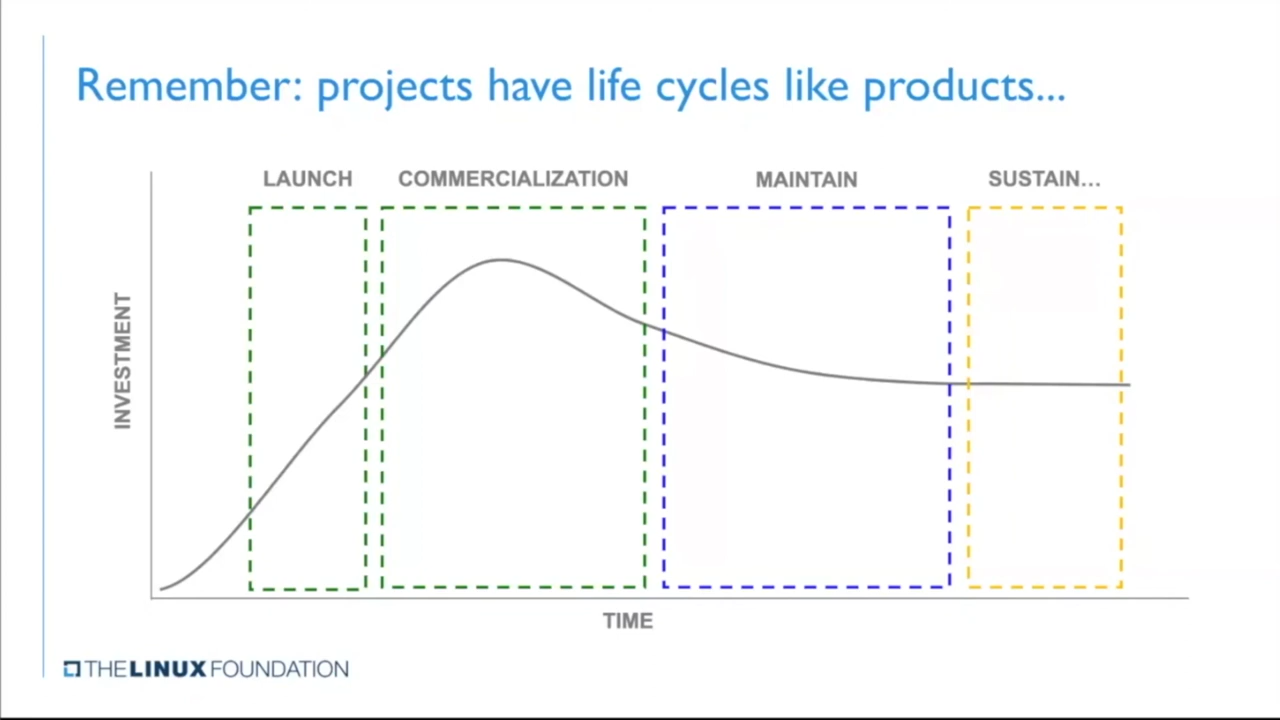 Remember: projects have life cycles like products...
LAUNCH
COMMERCIALIZATION
MAINTAIN
SUSTAIN...
INVESTMENT
TIME
THE LINUX FOUNDATION